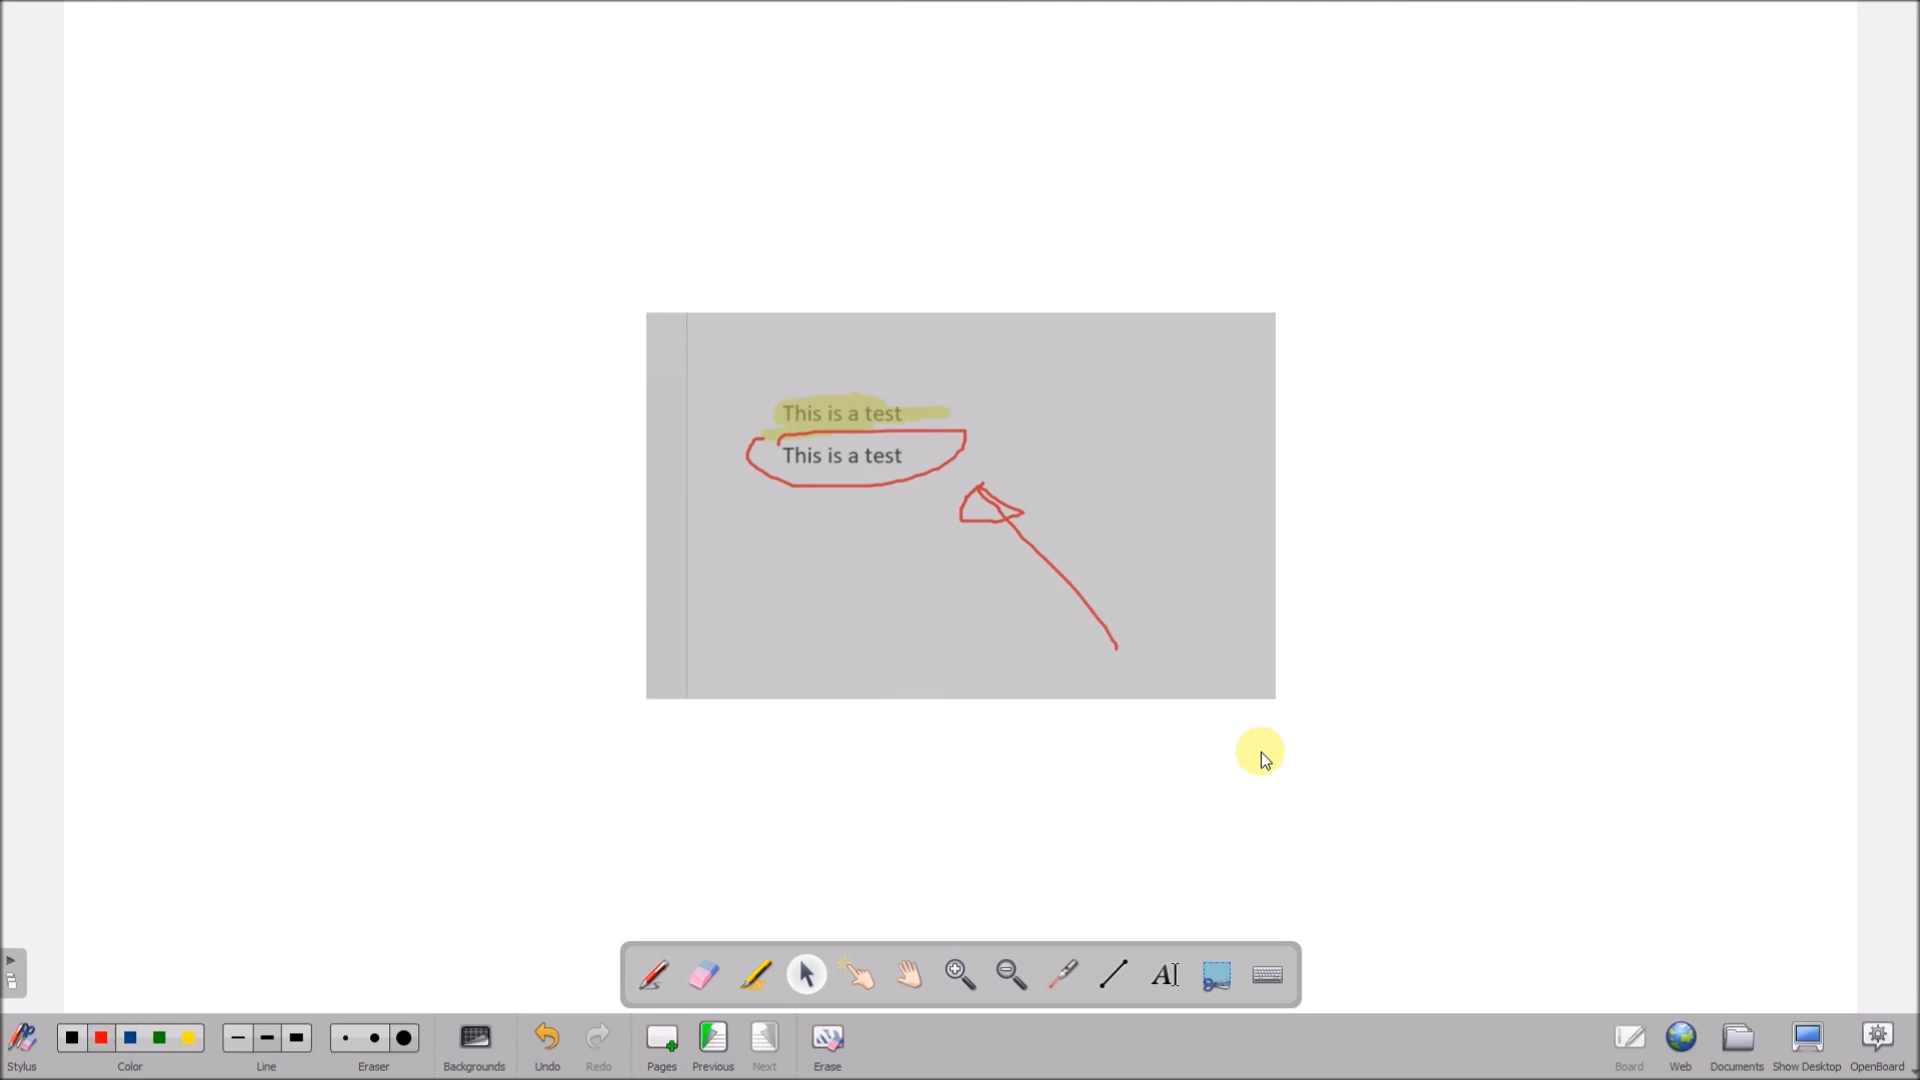 This is a test
This is a test
AI
Stylus
Color
Line
Eraser
Backgrounds
Undo
Redo
Pages
Previous
Next
Erase
Board
Web
Documents
Show Desktop
OpenBoard